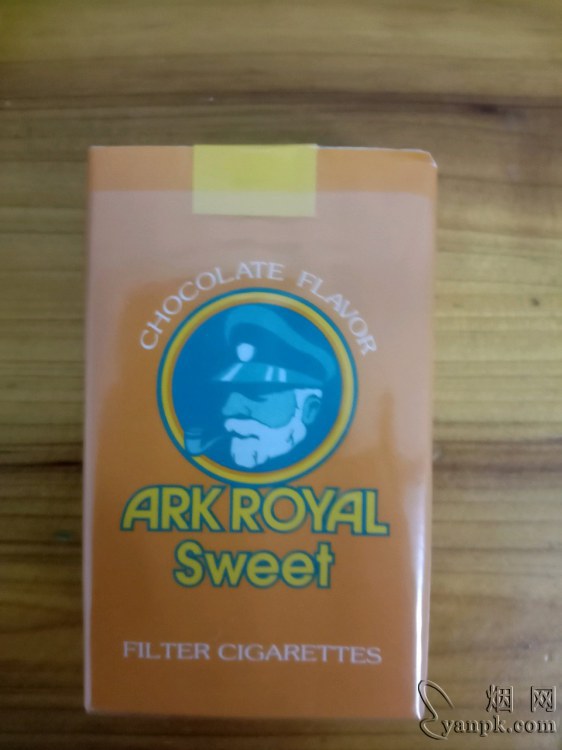 CHOCOLATE FLAVOR
ARK ROYAL
Sweet
FILTER CIGARETTES
烟网
yanpk.com